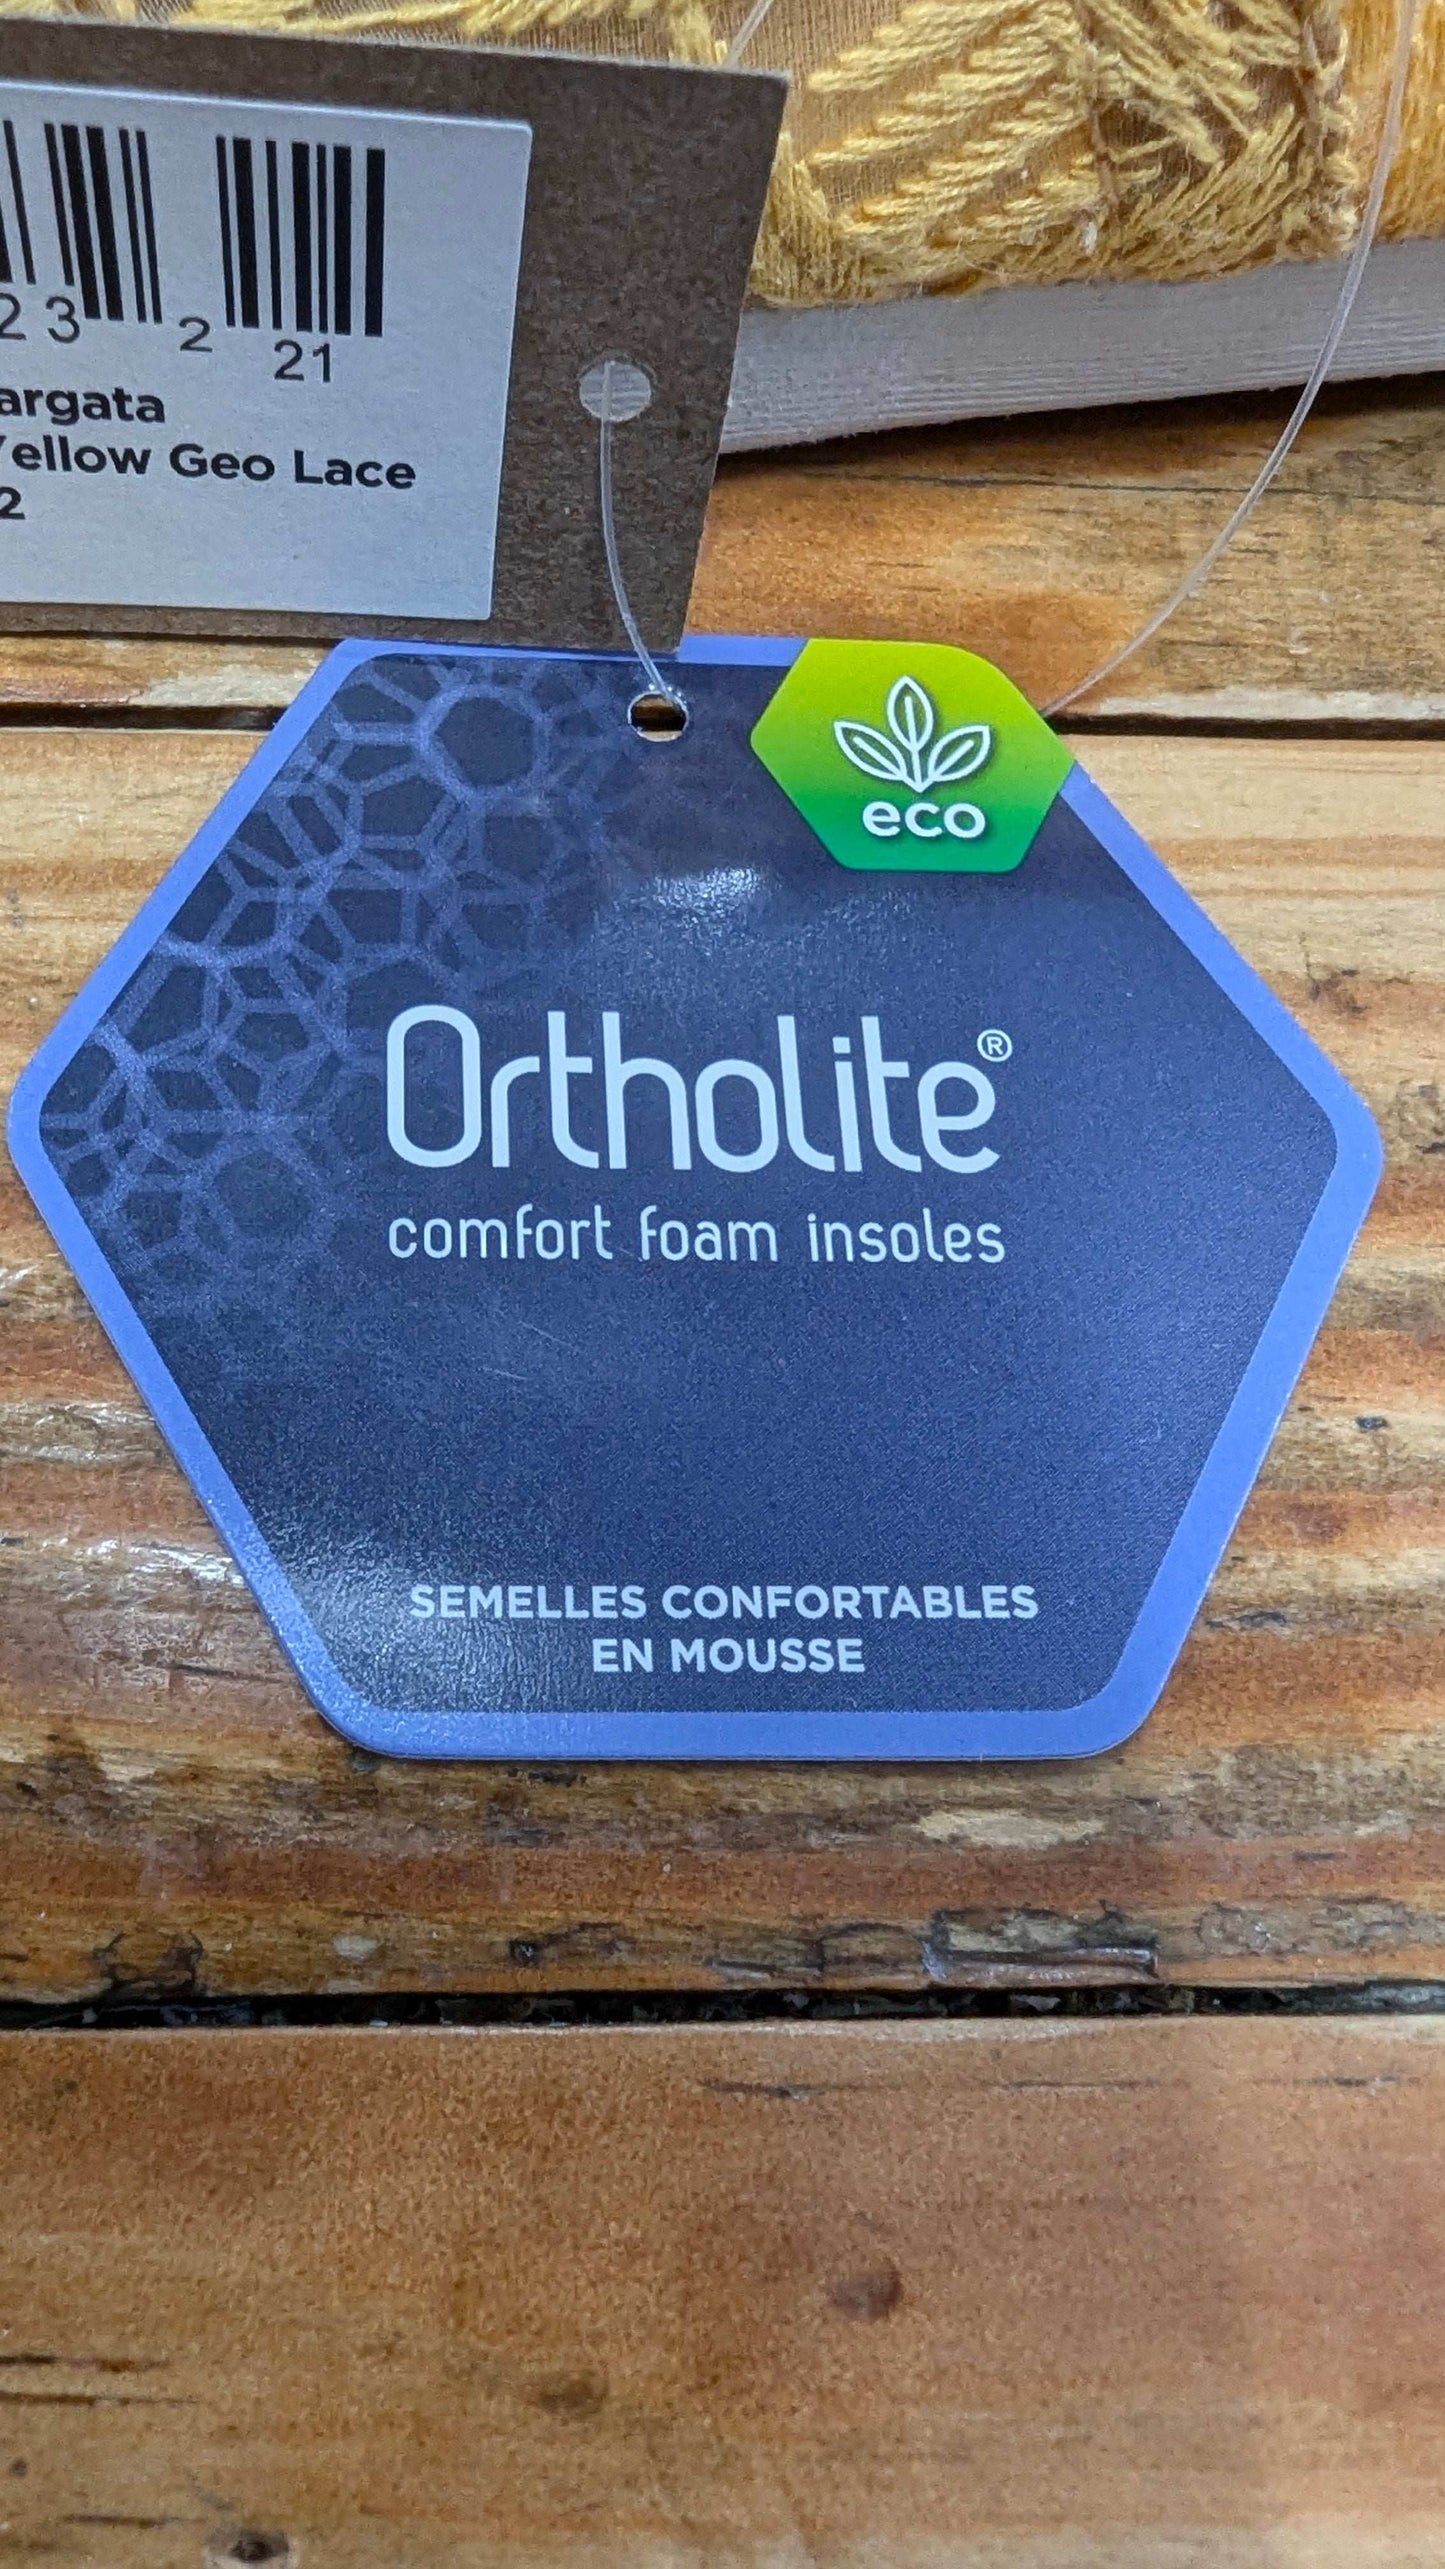 23 2 21
argata
Yellow Geo Lace
2
eco
Ortholite®
comfort foam insoles
SEMELLES CONFORTABLES
EN MOUSSE